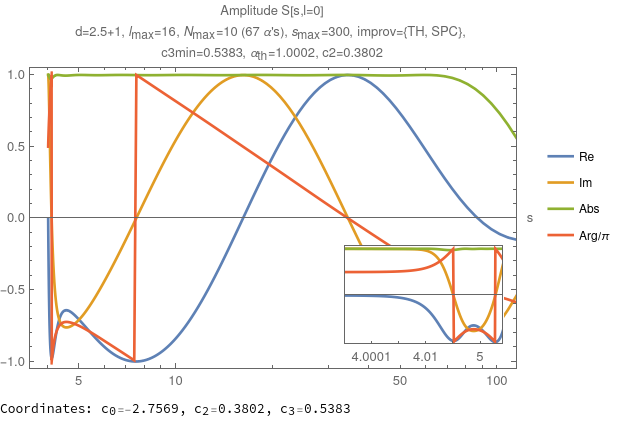 Amplitude S[s,l=0]
d=2.5+1, lmax=16, Nmax=10 (67 α's), smax=300, improv={TH, SPC},
c3min=0.5383, αth=1.0002, c2=0.3802
1.0
0.5
0.0
−0.5
−1.0
5
10
50
100
s
Re
Im
Abs
Arg/π
4.0001
4.01
5
Coordinates: c0=-2.7569, c2=0.3802, c3=0.5383